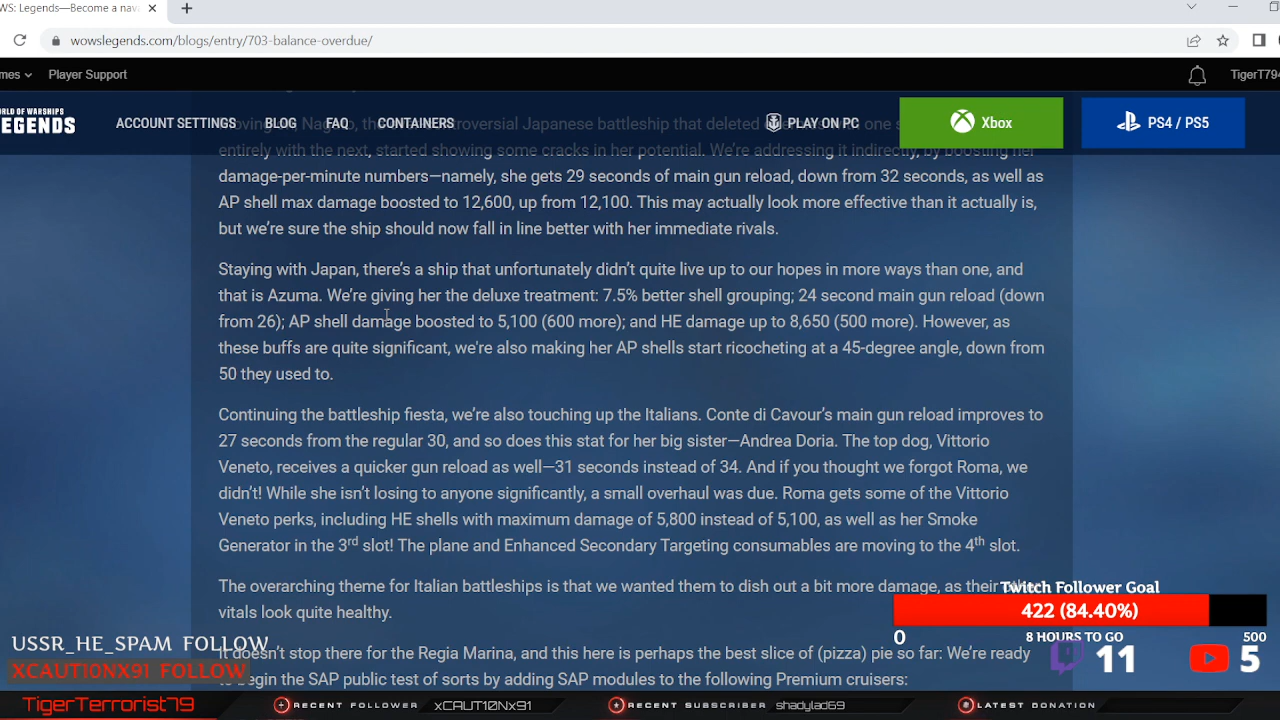 WS: Legends—Become a nav
wowslegends.com/blogs/entry/703-balance-overdue/
mes Player Support TigerT794
ORLD OF WARSHIPS
LEGENDS ACCOUNT SETTINGS BLOG FAQ CONTAINERS PLAY ON PC Xbox PS4 / PS5
entirely with the next, started showing some cracks in her potential. We're addressing it indirectly, by boosting her
damage-per-minute numbers—namely, she gets 29 seconds of main gun reload, down from 32 seconds, as well as
AP shell max damage boosted to 12,600, up from 12,100. This may actually look more effective than it actually is,
but we're sure the ship should now fall in line better with her immediate rivals.
Staying with Japan, there's a ship that unfortunately didn't quite live up to our hopes in more ways than one, and
that is Azuma. We're giving her the deluxe treatment: 7.5% better shell grouping; 24 second main gun reload (down
from 26); AP shell damage boosted to 5,100 (600 more); and HE damage up to 8,650 (500 more). However, as
these buffs are quite significant, we're also making her AP shells start ricocheting at a 45-degree angle, down from
50 they used to.
Continuing the battleship fiesta, we're also touching up the Italians. Conte di Cavour's main gun reload improves to
27 seconds from the regular 30, and so does this stat for her big sister—Andrea Doria. The top dog, Vittorio
Veneto, receives a quicker gun reload as well—31 seconds instead of 34. And if you thought we forgot Roma, we
didn't! While she isn't losing to anyone significantly, a small overhaul was due. Roma gets some of the Vittorio
Veneto perks, including HE shells with maximum damage of 5,800 instead of 5,100, as well as her Smoke
Generator in the 3rd slot! The plane and Enhanced Secondary Targeting consumables are moving to the 4th slot.
The overarching theme for Italian battleships is that we wanted them to dish out a bit more damage, as their
vitals look quite healthy.
It doesn't stop there for the Regia Marina, and this here is perhaps the best slice of (pizza) pie so far: We're ready
to begin the SAP public test of sorts by adding SAP modules to the following Premium cruisers:
Twitch Follower Goal
422 (84.40%)
0 8 HOURS TO GO 500
11 5
USSR_HE_SPAM FOLLOW
XCAUT10NX91 FOLLOW
TigerTerrorist79 RECENT FOLLOWER xCAUT10Nx91 RECENT SUBSCRIBER shadylad69 LATEST DONATION